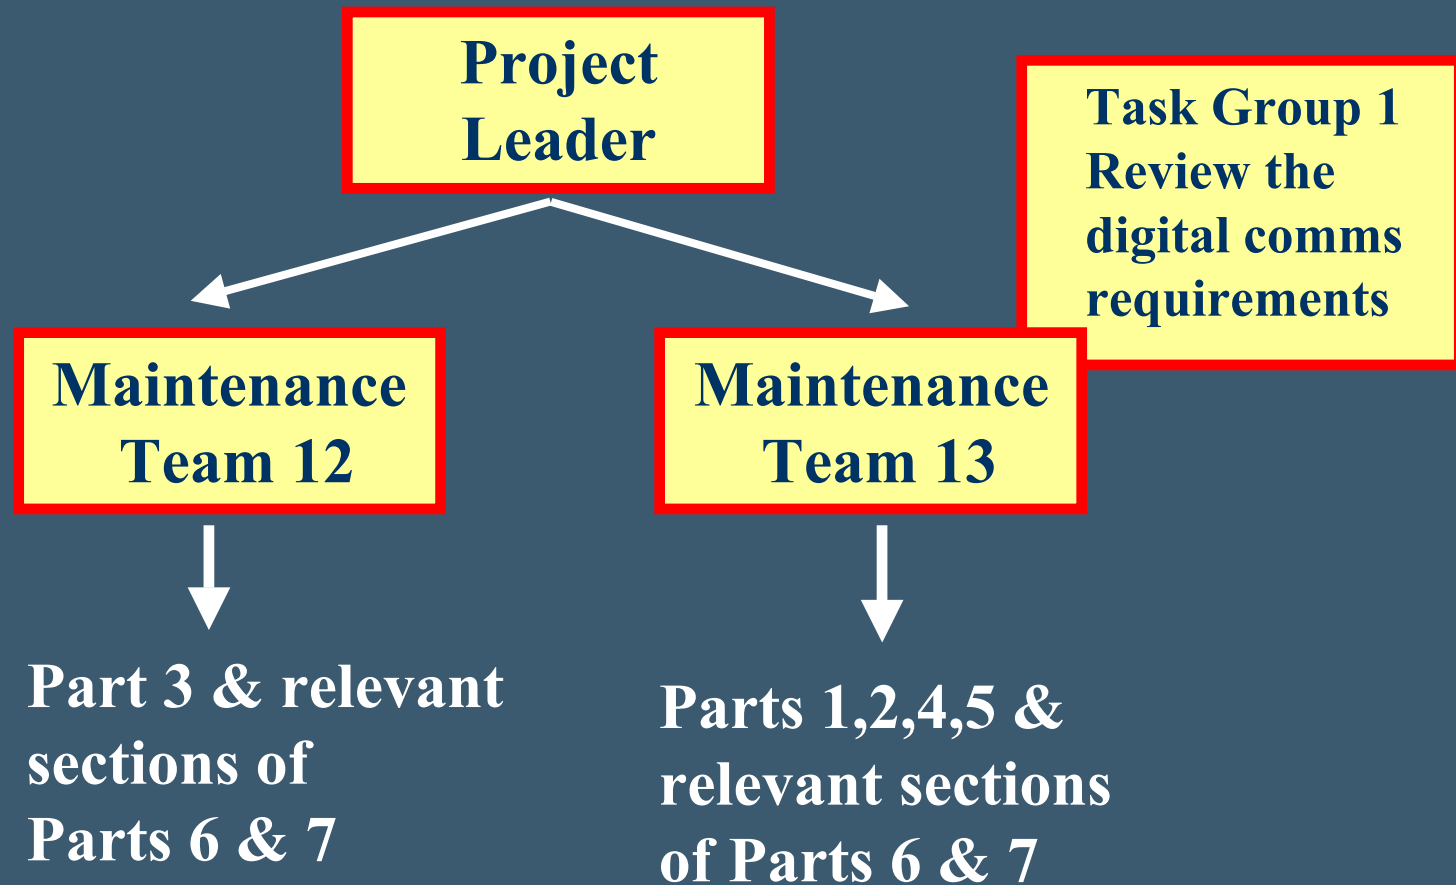 Project
Leader
Task Group 1
Review the
digital comms
requirements
Maintenance
Team 12
Maintenance
Team 13
Part 3 & relevant
sections of
Parts 6 & 7
Parts 1,2,4,5 &
relevant sections
of Parts 6 & 7